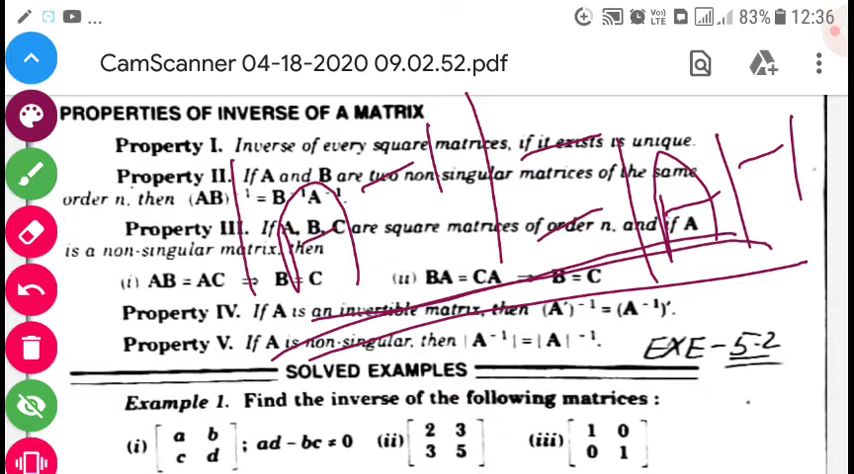 ... Vo) LTE 83% 12:36
CamScanner 04-18-2020 09.02.52.pdf
PROPERTIES OF INVERSE OF A MATRIX
Property I. Inverse of every square matrices, if it exists is unique.
Property II. If A and B are two non-singular matrices of the same
order n, then (AB)⁻¹ = B⁻¹A⁻¹.
Property III. If A, B, C are square matrices of order n, and if A
is a non-singular matrix, then
(i) AB = AC ⇒ B = C (ii) BA = CA ⇒ B = C
Property IV. If A is an invertible matrix, then (A′)⁻¹ = (A⁻¹)′.
Property V. If A is non-singular, then |A⁻¹| = |A|⁻¹.
|A⁻¹| = |A|⁻¹
EXE - 5.2
SOLVED EXAMPLES
Example 1. Find the inverse of the following matrices :
(i) [a b; ad – bc ≠ 0 (ii) [2 3] (iii) [1 0]
c d] 3 5 0 1